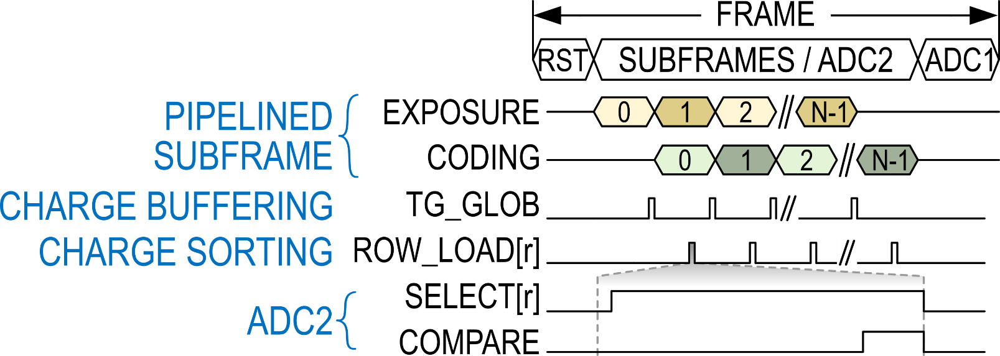 FRAME
RST SUBFRAMES / ADC2 ADC1
PIPELINED
SUBFRAME
EXPOSURE 0 1 2 N-1
CODING 0 1 2 N-1
CHARGE BUFFERING TG_GLOB
CHARGE SORTING ROW_LOAD[r]
ADC2
SELECT[r]
COMPARE